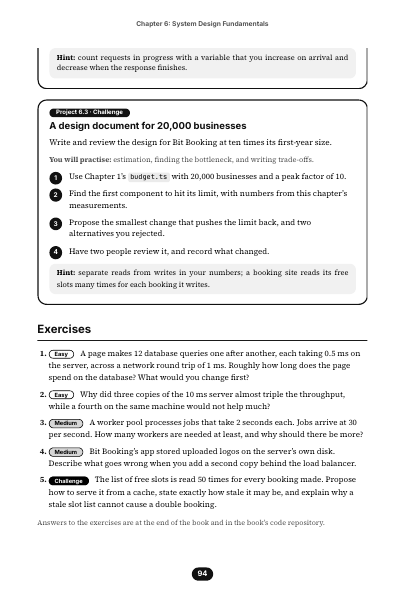 Chapter 6: System Design Fundamentals
Hint: count requests in progress with a variable that you increase on arrival and
decrease when the response finishes.
Project 6.3 · Challenge
A design document for 20,000 businesses
Write and review the design for Bit Booking at ten times its first-year size.
You will practise: estimation, finding the bottleneck, and writing trade-offs.
1 Use Chapter 1's budget.ts with 20,000 businesses and a peak factor of 10.
2 Find the first component to hit its limit, with numbers from this chapter's
measurements.
3 Propose the smallest change that pushes the limit back, and two
alternatives you rejected.
4 Have two people review it, and record what changed.
Hint: separate reads from writes in your numbers; a booking site reads its free
slots many times for each booking it writes.
Exercises
1. Easy A page makes 12 database queries one after another, each taking 0.5 ms on
the server, across a network round trip of 1 ms. Roughly how long does the page
spend on the database? What would you change first?
2. Easy Why did three copies of the 10 ms server almost triple the throughput,
while a fourth on the same machine would not help much?
3. Medium A worker pool processes jobs that take 2 seconds each. Jobs arrive at 30
per second. How many workers are needed at least, and why should there be more?
4. Medium Bit Booking's app stored uploaded logos on the server's own disk.
Describe what goes wrong when you add a second copy behind the load balancer.
5. Challenge The list of free slots is read 50 times for every booking made. Propose
how to serve it from a cache, state exactly how stale it may be, and explain why a
stale slot list cannot cause a double booking.
Answers to the exercises are at the end of the book and in the book's code repository.
94